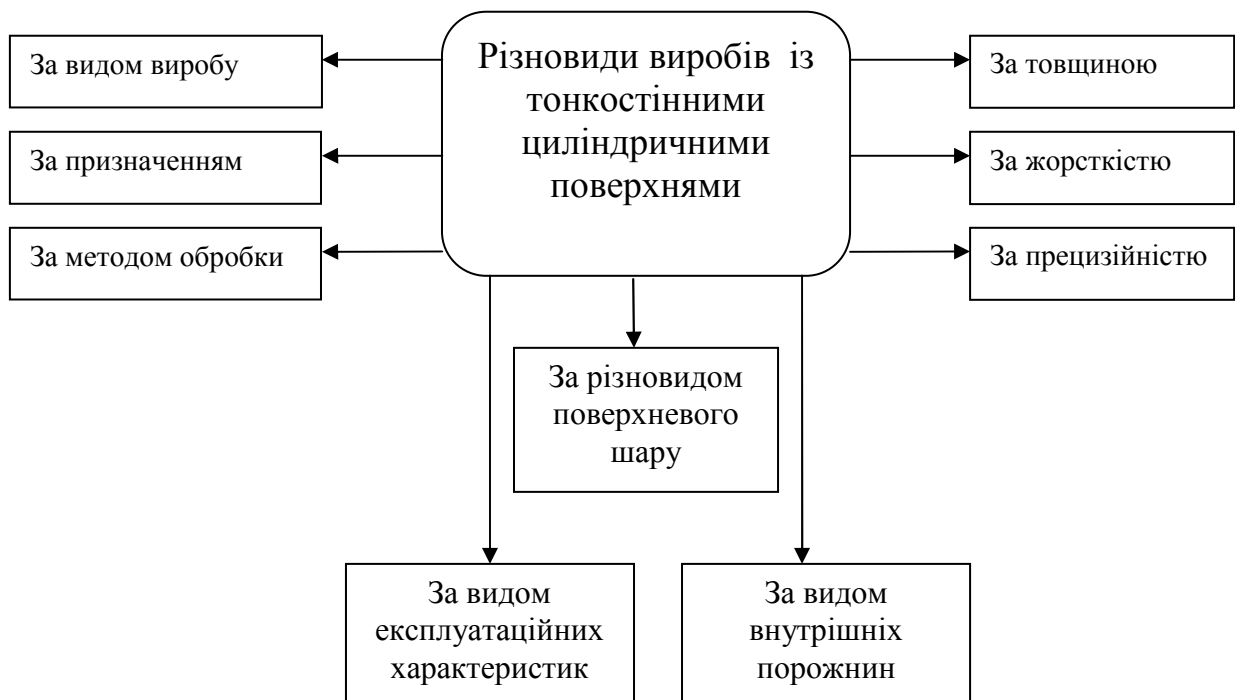 Різновиди виробів із
тонкостінними
циліндричними
поверхнями
За видом виробу
За призначенням
За методом обробки
За товщиною
За жорсткістю
За прецизійністю
За різновидом
поверхневого
шару
За видом
експлуатаційних
характеристик
За видом
внутрішніх
порожнин